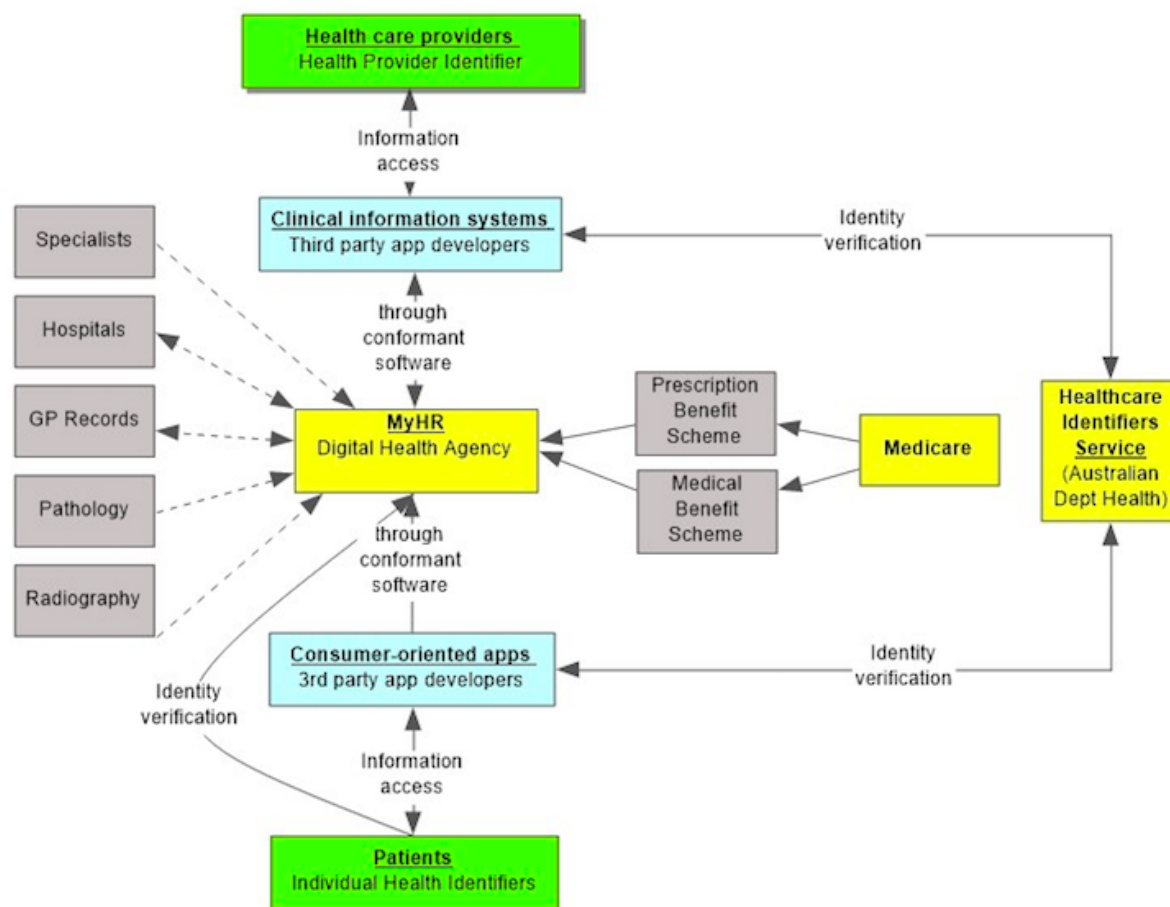 Health care providers
Health Provider Identifier
Information
access
Clinical information systems
Third party app developers
Identity
verification
Specialists
Hospitals
GP Records
Pathology
Radiography
through
conformant
software
MyHR
Digital Health Agency
Prescription
Benefit
Scheme
Medical
Benefit
Scheme
Medicare
Healthcare
Identifiers
Service
(Australian
Dept Health)
through
conformant
software
Consumer-oriented apps
3rd party app developers
Identity
verification
Identity
verification
Information
access
Patients
Individual Health Identifiers